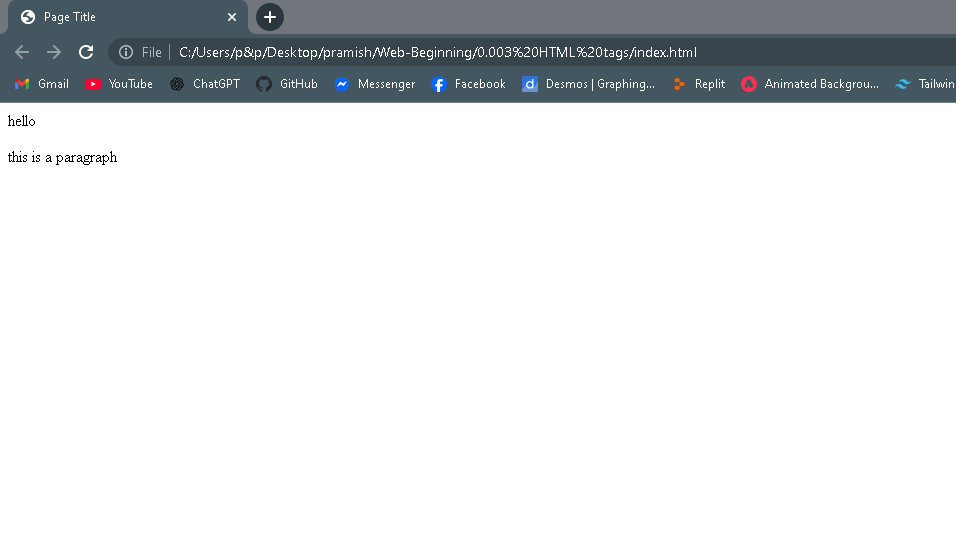 Page Title
File C:/Users/p&p/Desktop/pramish/Web-Beginning/0.003%20HTML%20tags/index.html
Gmail YouTube ChatGPT GitHub Messenger Facebook Desmos | Graphing... Replit Animated Backgrou... Tailwin
hello
this is a paragraph